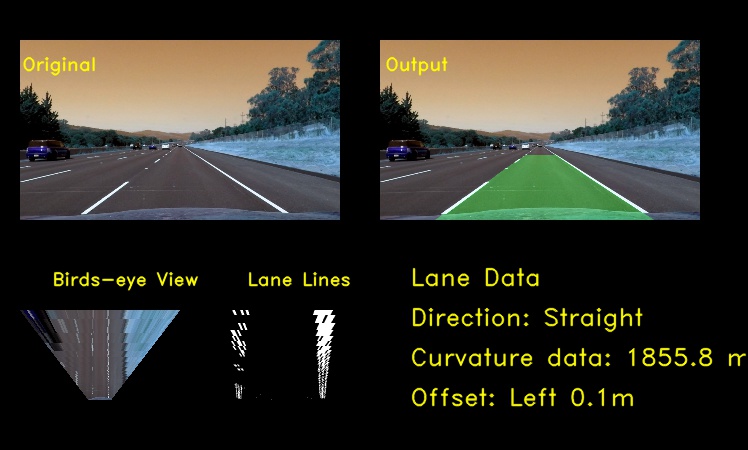 Original
Output
Birds-eye View
Lane Lines
Lane Data
Direction: Straight
Curvature data: 1855.8 m
Offset: Left 0.1m